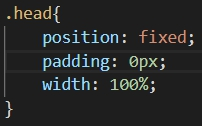 .head{
    position: fixed;
    padding: 0px;
    width: 100%;
}